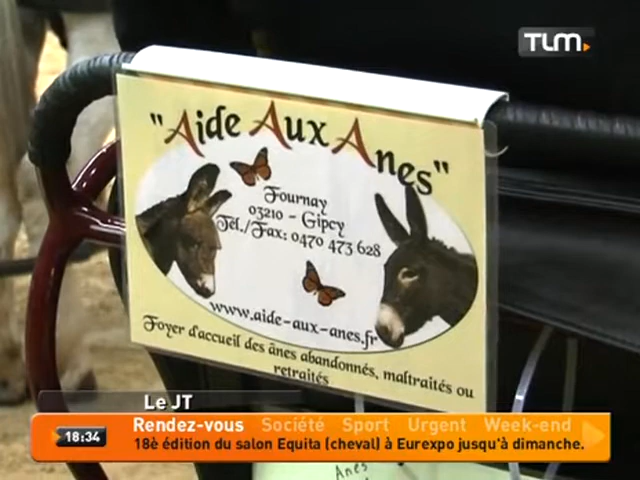 TLM.
"Aide Aux Anes"
Fournay
03210 - Gipcy
Tél./Fax: 0470 473 628
www.aide-aux-anes.fr
Foyer d'accueil des ânes abandonnés, maltraités ou
retraités
Anes
Le JT
Rendez-vous Société Sport Urgent Week-end
18:34
18è édition du salon Equita (cheval) à Eurexpo jusqu'à dimanche.